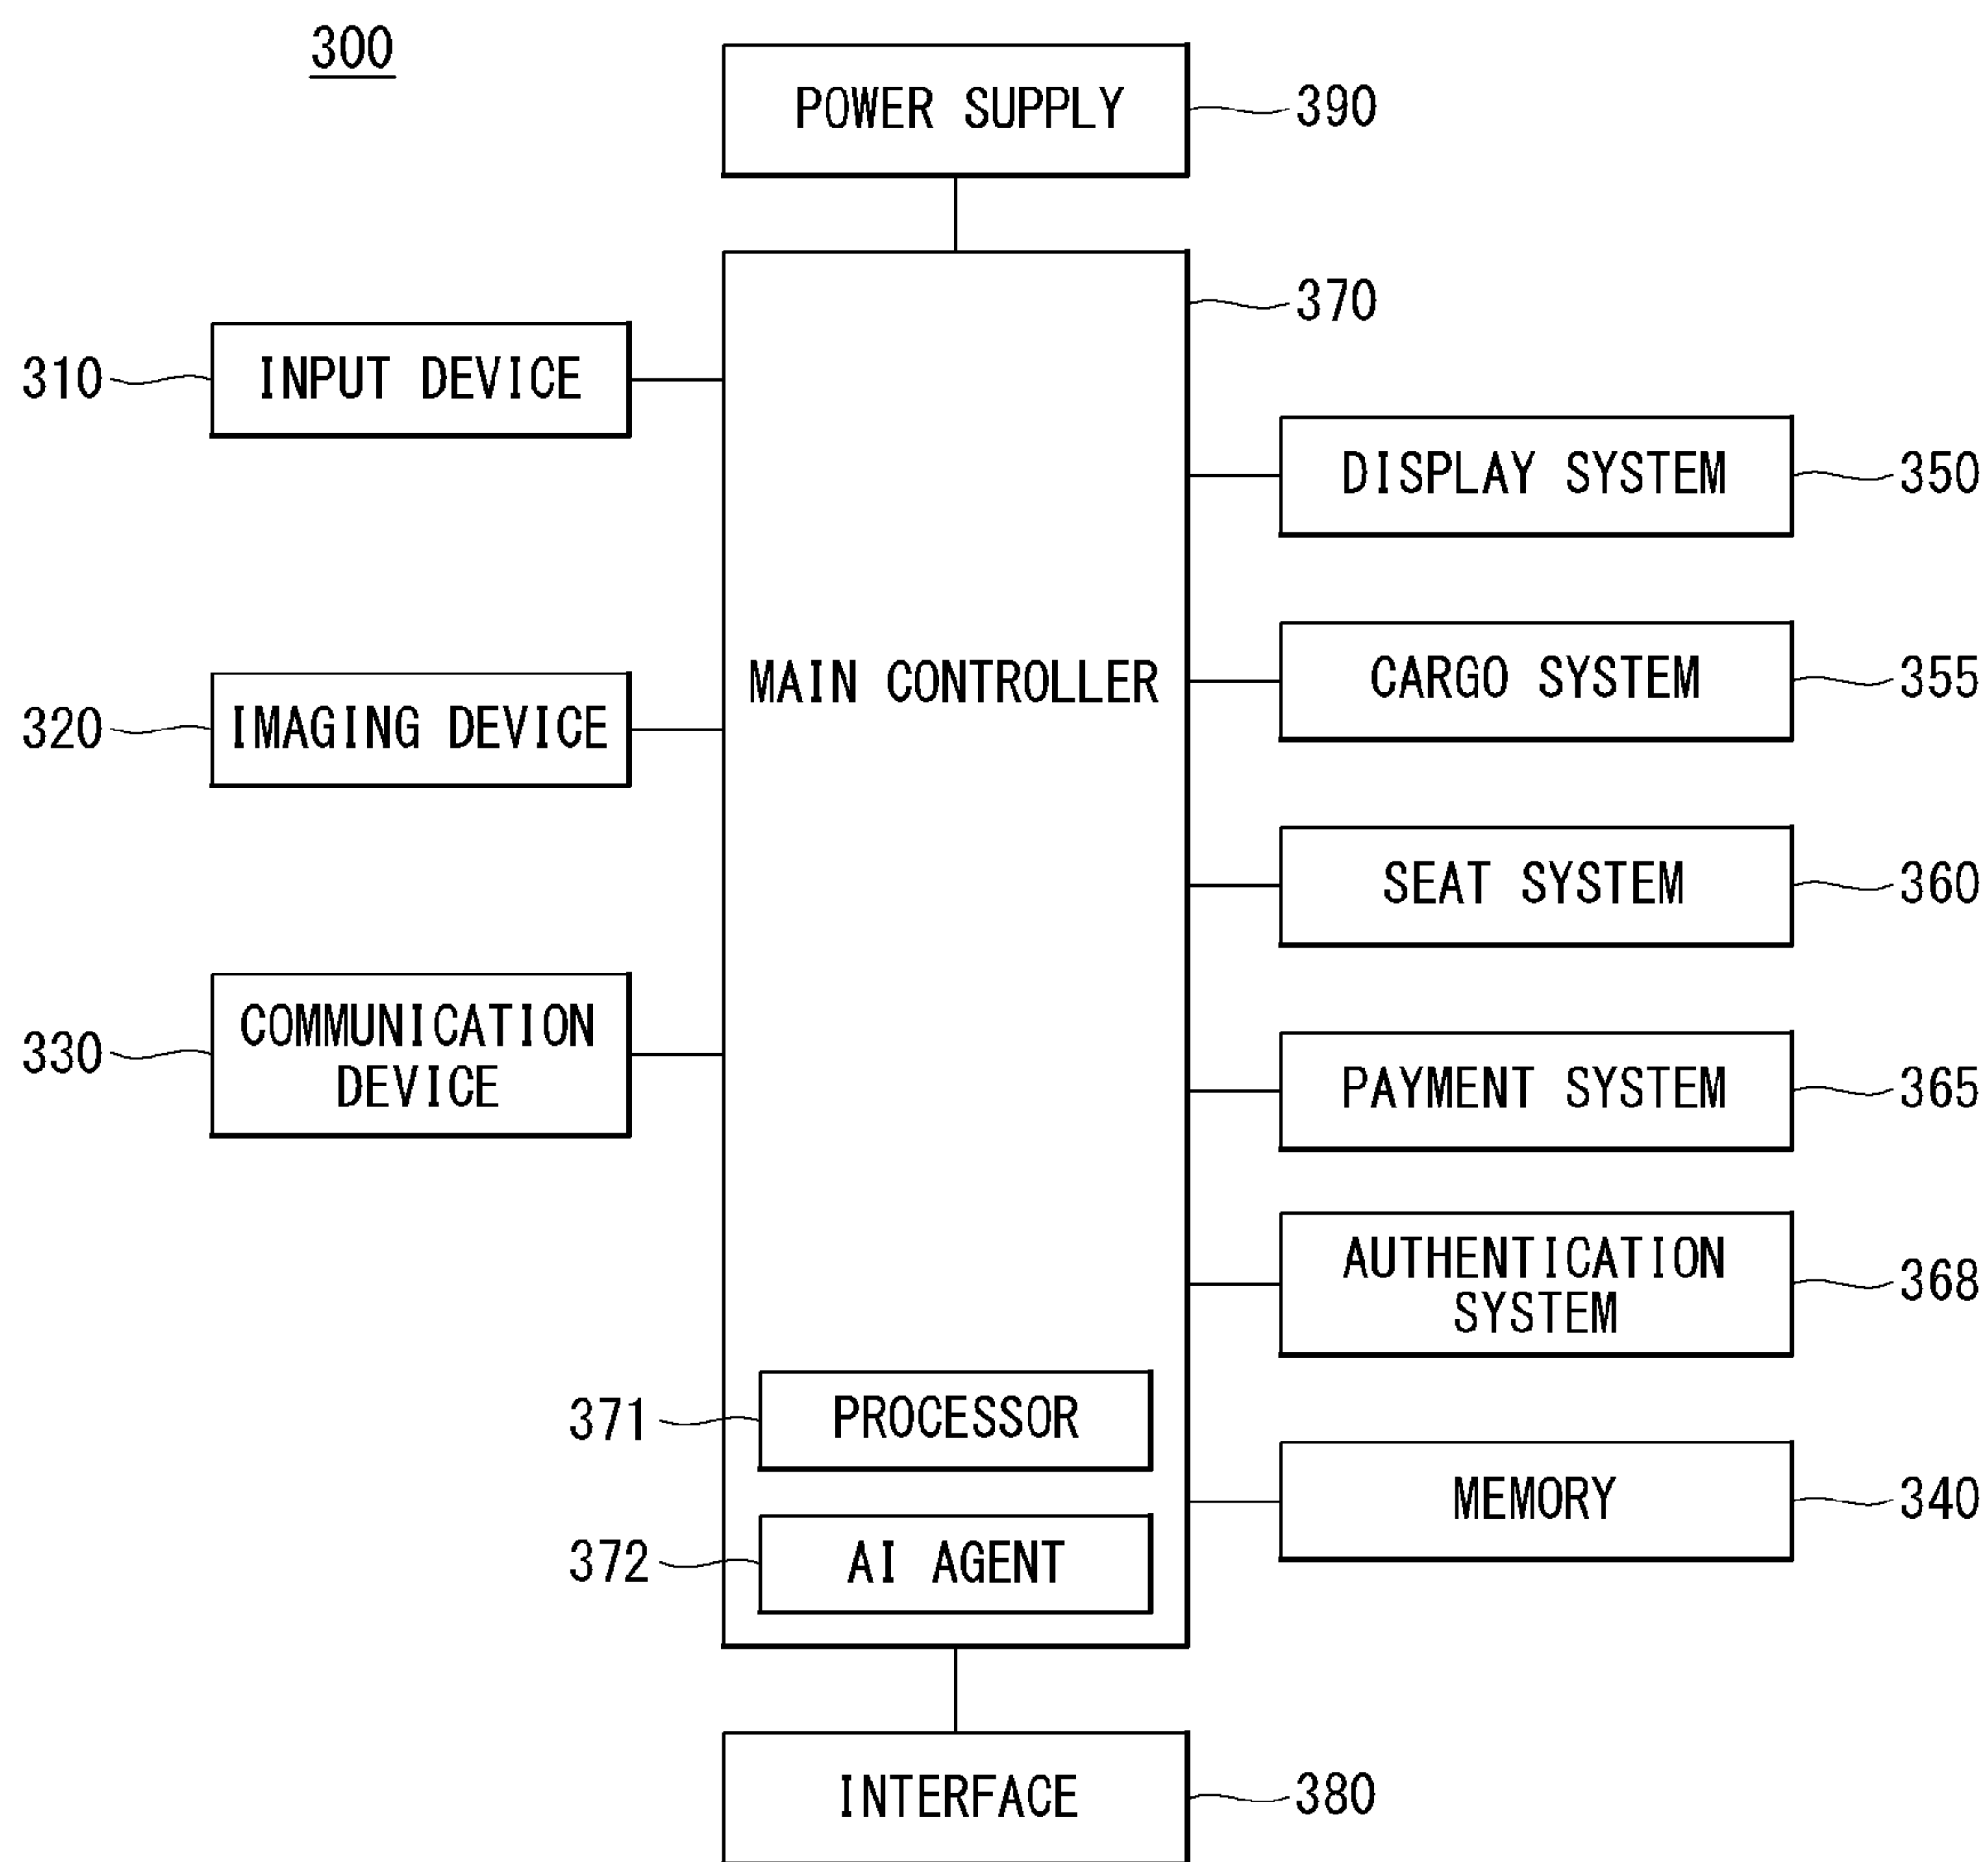 300
POWER SUPPLY
390
370
310
INPUT DEVICE
DISPLAY SYSTEM
350
MAIN CONTROLLER
CARGO SYSTEM
355
320
IMAGING DEVICE
SEAT SYSTEM
360
330
COMMUNICATION
DEVICE
PAYMENT SYSTEM
365
AUTHENTICATION
SYSTEM
368
371
PROCESSOR
MEMORY
340
372
AI AGENT
INTERFACE
380